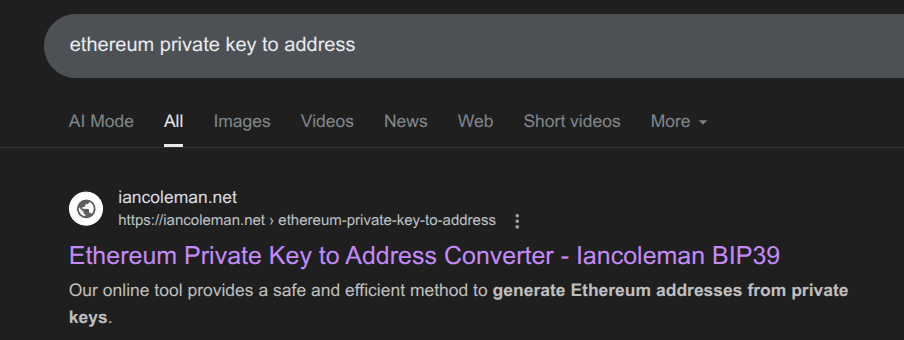 ethereum private key to address
AI Mode All Images Videos News Web Short videos More
iancoleman.net
https://iancoleman.net › ethereum-private-key-to-address
Ethereum Private Key to Address Converter - Iancoleman BIP39
Our online tool provides a safe and efficient method to generate Ethereum addresses from private
keys.